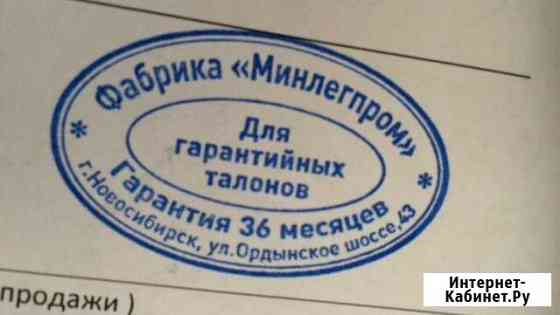 Фабрика «Минлегпром»
Для
гарантийных
талонов
Гарантия 36 месяцев
г.Новосибирск, ул.Ордынское шоссе,43
продажи )
Интернет-
Кабинет.Ру